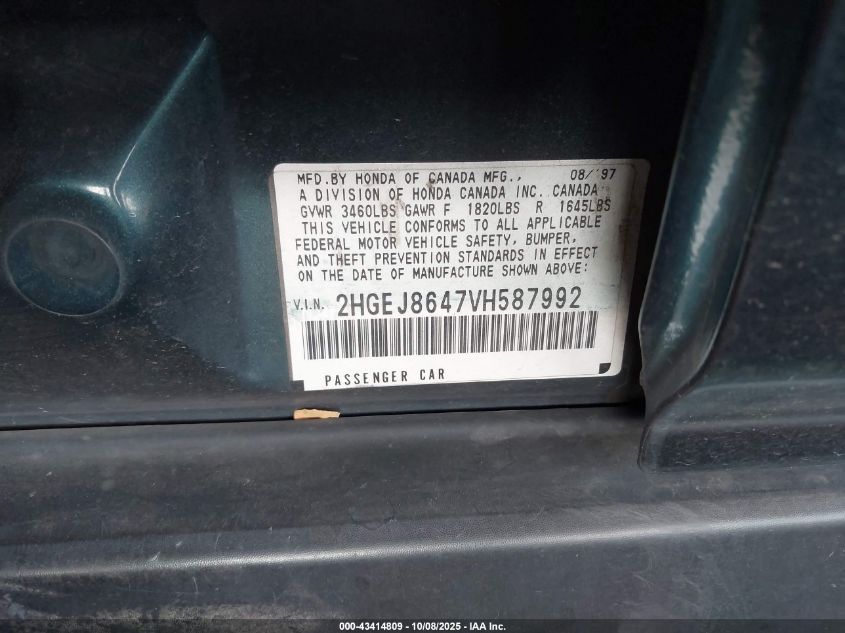 MFD.BY HONDA OF CANADA MFG., 08/'97
A DIVISION OF HONDA CANADA INC. CANADA
GVWR 3460LBS GAWR F 1820LBS R 1645LBS
THIS VEHICLE CONFORMS TO ALL APPLICABLE
FEDERAL MOTOR VEHICLE SAFETY, BUMPER,
AND THEFT PREVENTION STANDARDS IN EFFECT
ON THE DATE OF MANUFACTURE SHOWN ABOVE:
V.I.N. 2HGEJ8647VH587992
PASSENGER CAR
000-43414809 - 10/08/2025 - IAA Inc.